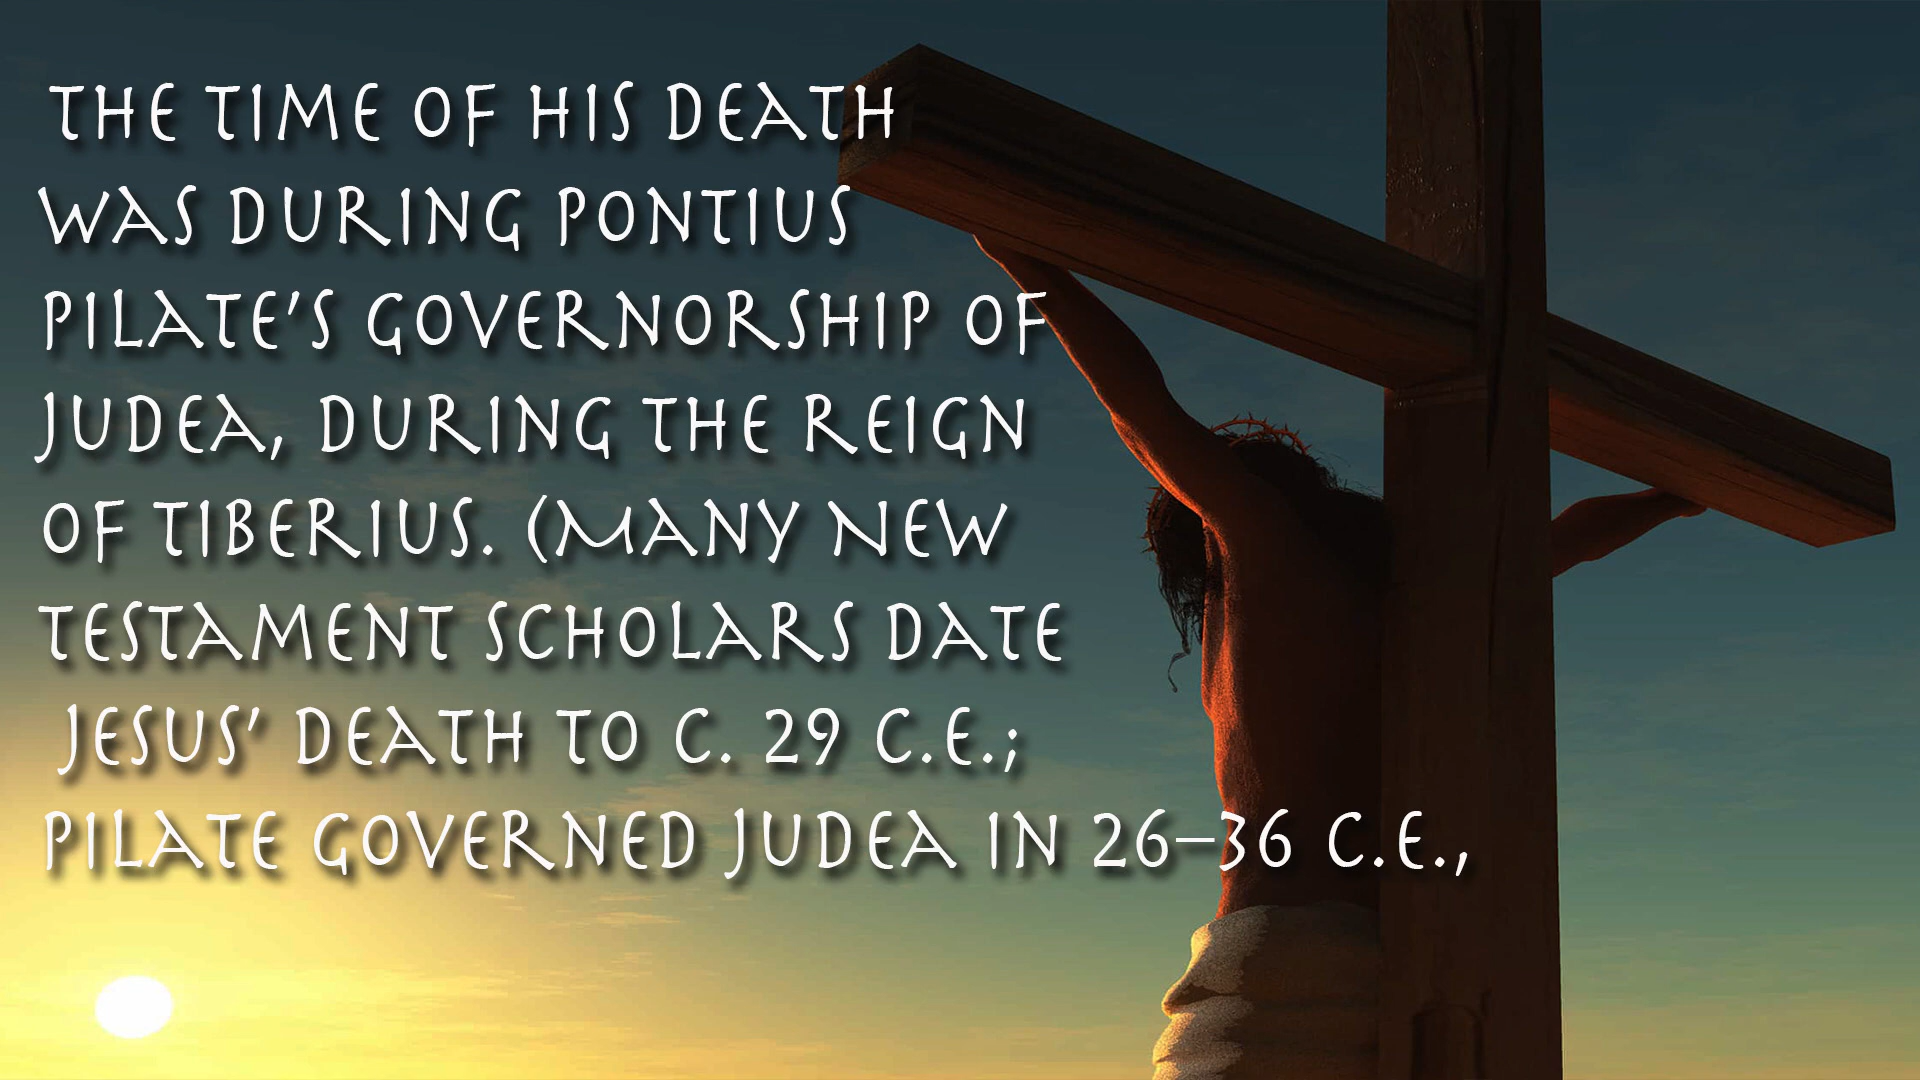 THE TIME OF HIS DEATH
WAS DURING PONTIUS
PILATE’S GOVERNORSHIP OF
JUDEA, DURING THE REIGN
OF TIBERIUS. (MANY NEW
TESTAMENT SCHOLARS DATE
JESUS’ DEATH TO C. 29 C.E.;
PILATE GOVERNED JUDEA IN 26–36 C.E.,